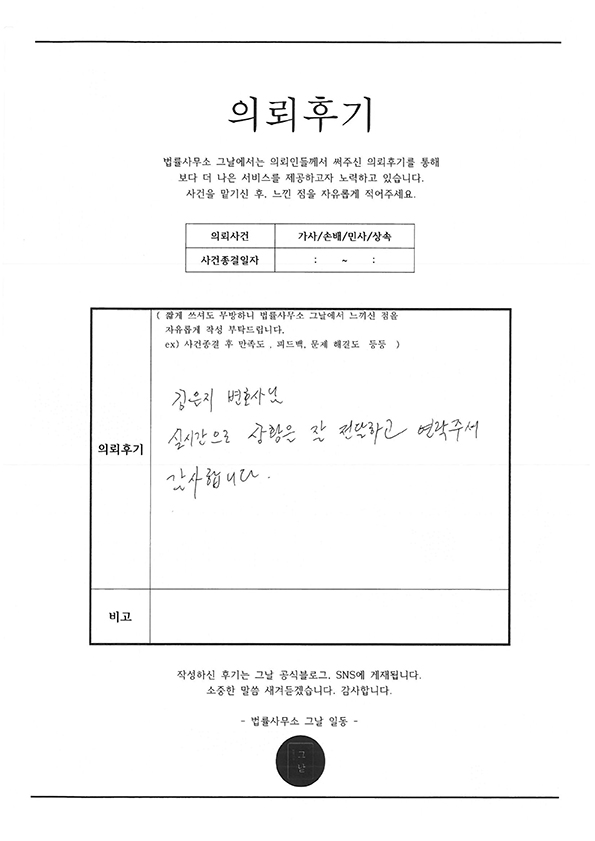 의뢰후기
법률사무소 그날에서는 의뢰인들께서 써주신 의뢰후기를 통해
보다 더 나은 서비스를 제공하고자 노력하고 있습니다.
사건을 맡기신 후, 느낀 점을 자유롭게 적어주세요.
의뢰사건 가사/손배/민사/상속
사건종결일자 : ~ :
( 짧게 쓰셔도 무방하니 법률사무소 그날에서 느끼신 점을
자유롭게 작성 부탁드립니다.
ex) 사건종결 후 만족도 , 피드백, 문제 해결도 등등 )
의뢰후기
김은지 변호사님
실시간으로 상황은 잘 전달하고 연락주셔
감사합니다.
비고
작성하신 후기는 그날 공식블로그, SNS에 게재됩니다.
소중한 말씀 새겨듣겠습니다. 감사합니다.
- 법률사무소 그날 일동 -
그
날